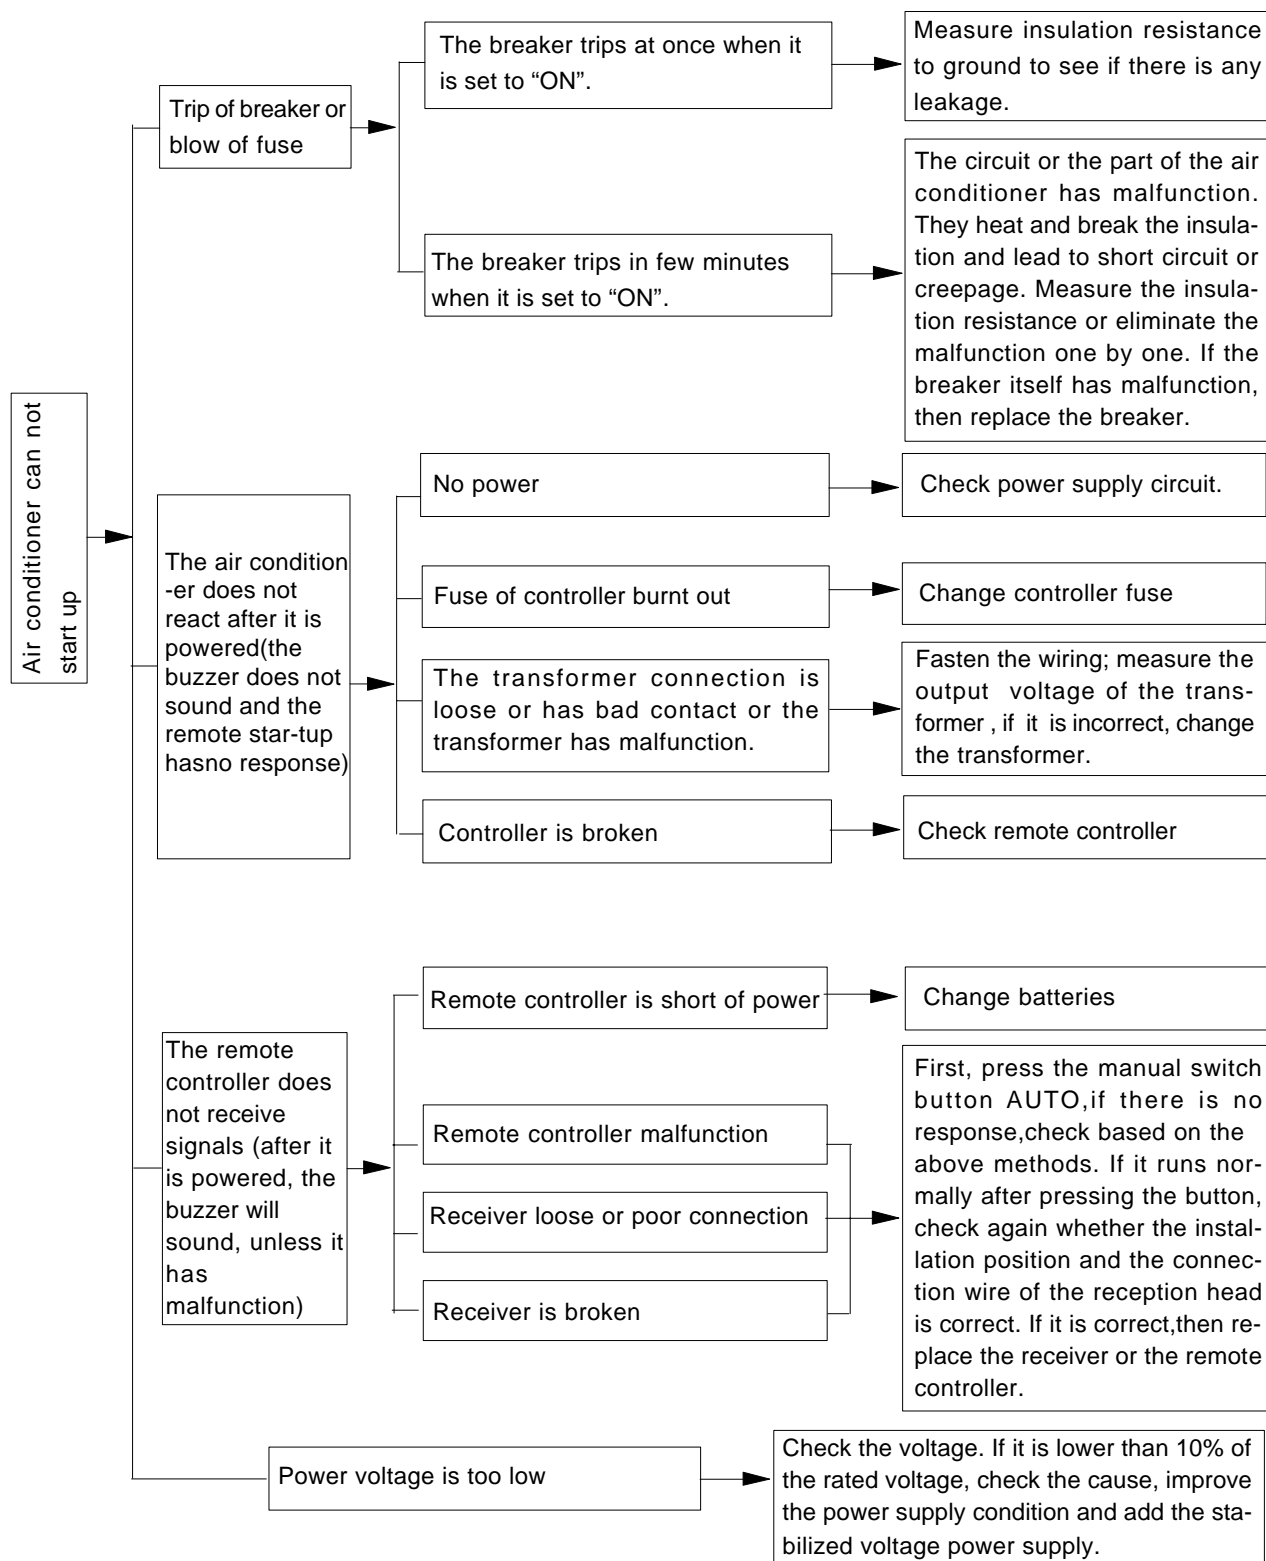 Air conditioner can not
start up
Trip of breaker or
blow of fuse
The breaker trips at once when it
is set to “ON”.
Measure insulation resistance
to ground to see if there is any
leakage.
The breaker trips in few minutes
when it is set to “ON”.
The circuit or the part of the air
conditioner has malfunction.
They heat and break the insula-
tion and lead to short circuit or
creepage. Measure the insula-
tion resistance or eliminate the
malfunction one by one. If the
breaker itself has malfunction,
then replace the breaker.
The air condition
-er does not
react after it is
powered(the
buzzer does not
sound and the
remote star-tup
hasno response)
No power
Check power supply circuit.
Fuse of controller burnt out
Change controller fuse
The transformer connection is
loose or has bad contact or the
transformer has malfunction.
Fasten the wiring; measure the
output voltage of the trans-
former , if it is incorrect, change
the transformer.
Controller is broken
Check remote controller
The remote
controller does
not receive
signals (after it
is powered, the
buzzer will
sound, unless it
has
malfunction)
Remote controller is short of power
Change batteries
Remote controller malfunction
Receiver loose or poor connection
Receiver is broken
First, press the manual switch
button AUTO,if there is no
response,check based on the
above methods. If it runs nor-
mally after pressing the button,
check again whether the instal-
lation position and the connec-
tion wire of the reception head
is correct. If it is correct,then re-
place the receiver or the remote
controller.
Power voltage is too low
Check the voltage. If it is lower than 10% of
the rated voltage, check the cause, improve
the power supply condition and add the sta-
bilized voltage power supply.